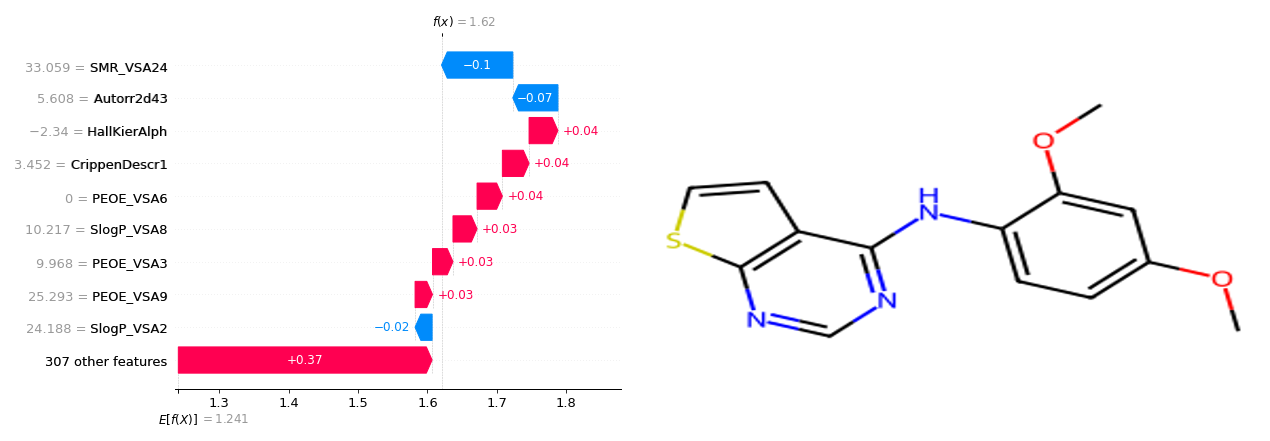 f(x) = 1.62
33.059 = SMR_VSA24
−0.1
5.608 = Autorr2d43
−0.07
−2.34 = HallKierAlph
+0.04
3.452 = CrippenDescr1
+0.04
0 = PEOE_VSA6
+0.04
10.217 = SlogP_VSA8
+0.03
9.968 = PEOE_VSA3
+0.03
25.293 = PEOE_VSA9
+0.03
24.188 = SlogP_VSA2
−0.02
307 other features
+0.37
1.3 1.4 1.5 1.6 1.7 1.8
E[f(X)] = 1.241
O
H
N
S
O
N
N